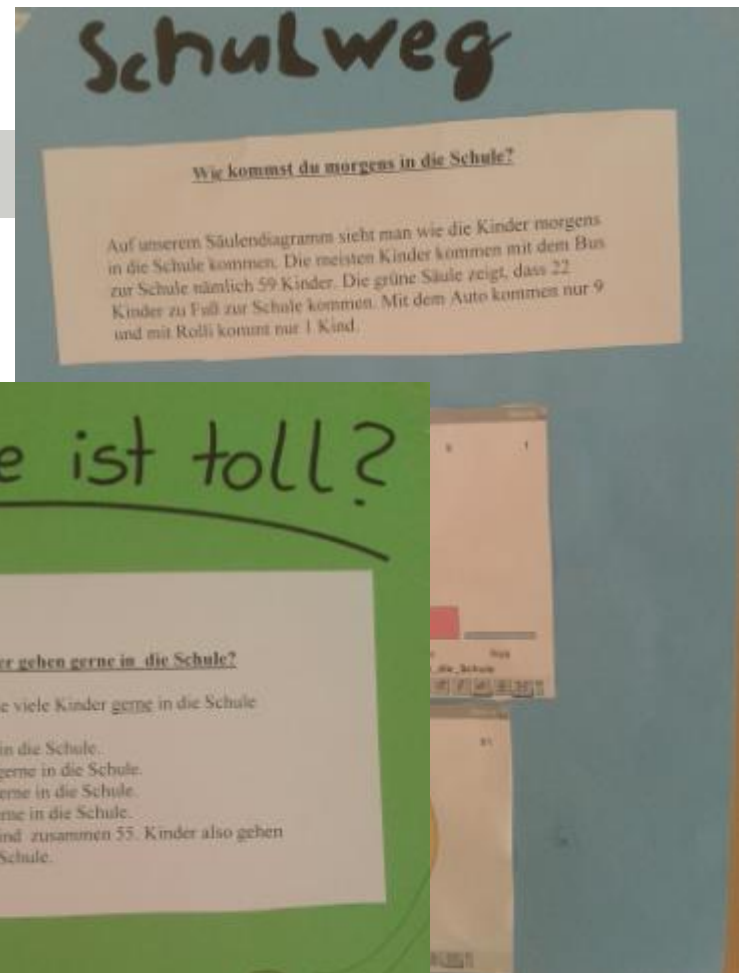 Schulweg
Wie kommst du morgens in die Schule?
Auf unserem Säulendiagramm sieht man wie die Kinder morgens
in die Schule kommen. Die meisten Kinder kommen mit dem Bus
zur Schule nämlich 59 Kinder. Die grüne Säule zeigt, dass 22
Kinder zu Fuß zur Schule kommen. Mit dem Auto kommen nur 9
und mit Rolli kommt nur 1 Kind.
e ist toll?
er gehen gerne in die Schule?
e viele Kinder gerne in die Schule
in die Schule.
gerne in die Schule.
erne in die Schule.
rne in die Schule.
ind zusammen 55. Kinder also gehen
Schule.